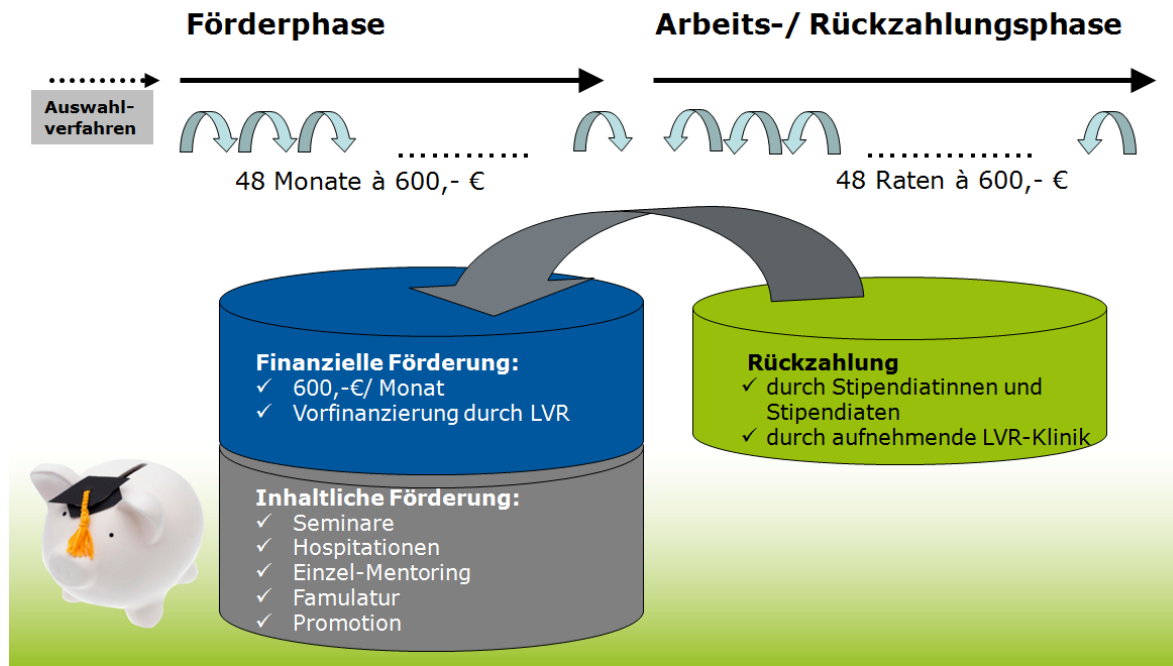 Förderphase
Arbeits-/ Rückzahlungsphase
Auswahl-
verfahren
48 Monate à 600,- €
48 Raten à 600,- €
Finanzielle Förderung:
✓ 600,-€/ Monat
✓ Vorfinanzierung durch LVR
Rückzahlung
✓ durch Stipendiatinnen und
Stipendiaten
✓ durch aufnehmende LVR-Klinik
Inhaltliche Förderung:
✓ Seminare
✓ Hospitationen
✓ Einzel-Mentoring
✓ Famulatur
✓ Promotion